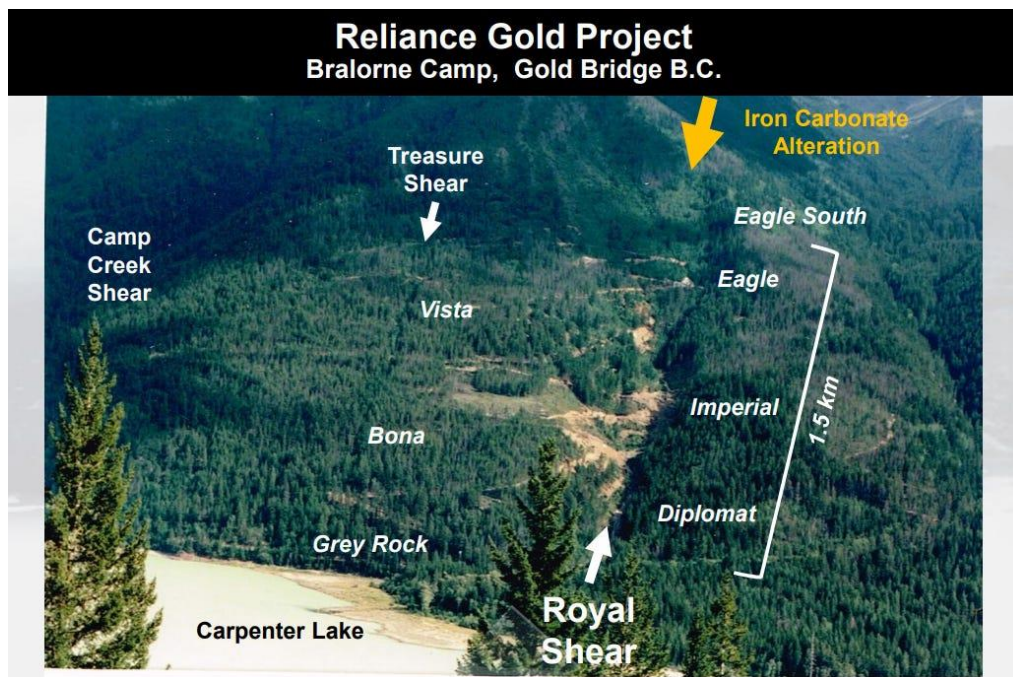 Reliance Gold Project
Bralorne Camp, Gold Bridge B.C.
Iron Carbonate
Alteration
Treasure
Shear
Eagle South
Camp
Creek
Shear
Eagle
Vista
Imperial
1.5 km
Bona
Diplomat
Grey Rock
Royal
Shear
Carpenter Lake